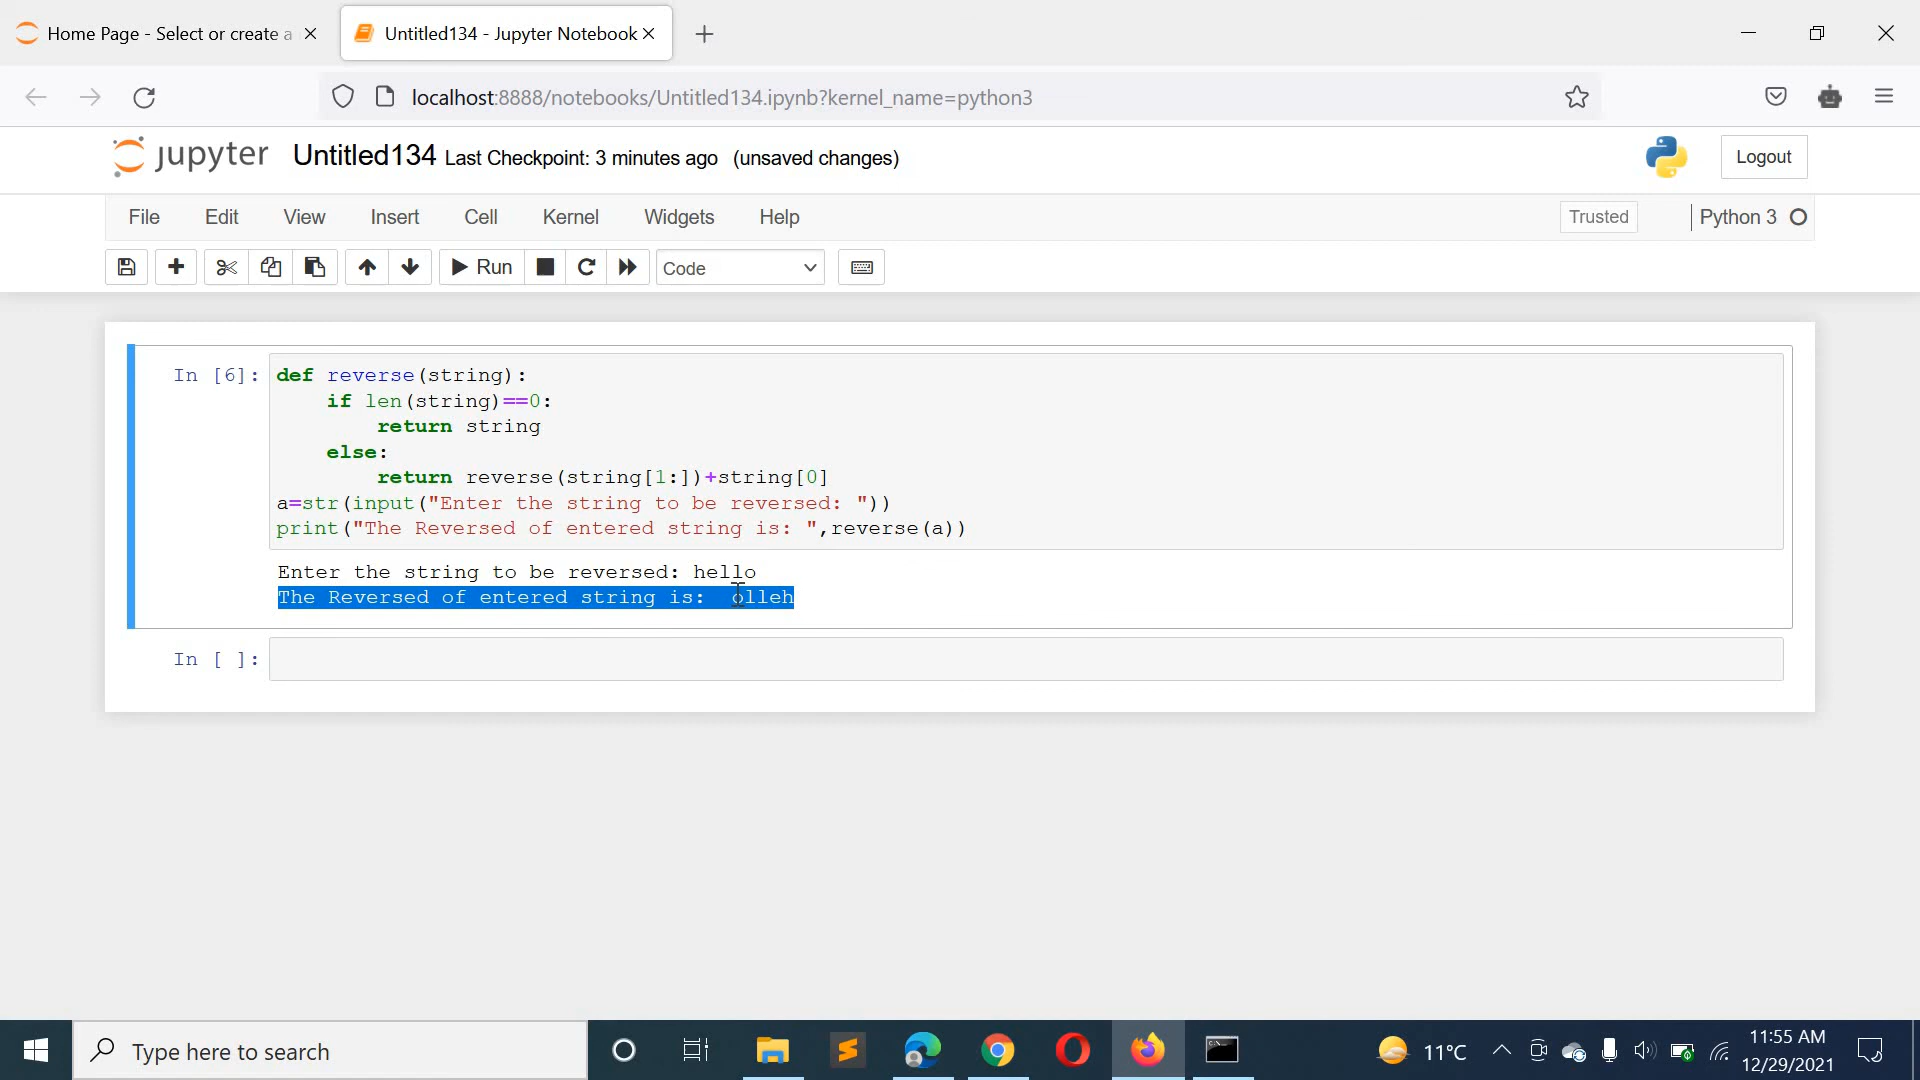 Home Page - Select or create a
Untitled134 - Jupyter Notebook
localhost:8888/notebooks/Untitled134.ipynb?kernel_name=python3
jupyter Untitled134 Last Checkpoint: 3 minutes ago (unsaved changes)
Logout
File Edit View Insert Cell Kernel Widgets Help
Trusted Python 3
Run Code
In [6]: def reverse(string):
    if len(string)==0:
        return string
    else:
        return reverse(string[1:])+string[0]
a=str(input("Enter the string to be reversed: "))
print("The Reversed of entered string is: ",reverse(a))
Enter the string to be reversed: hello
The Reversed of entered string is:  olleh
In [ ]:
Type here to search
11°C
11:55 AM
12/29/2021